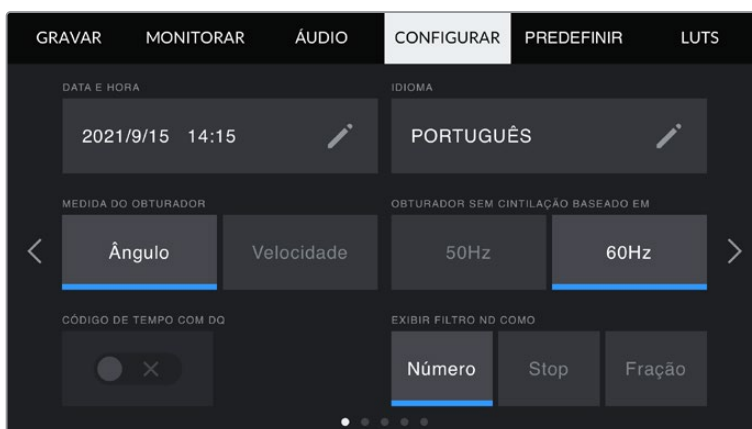 GRAVAR MONITORAR ÁUDIO CONFIGURAR PREDEFINIR LUTS
DATA E HORA IDIOMA
2021/9/15 14:15 PORTUGUÊS
MEDIDA DO OBTURADOR OBTURADOR SEM CINTILAÇÃO BASEADO EM
Ângulo Velocidade 50Hz 60Hz
CÓDIGO DE TEMPO COM DQ EXIBIR FILTRO ND COMO
Número Stop Fração